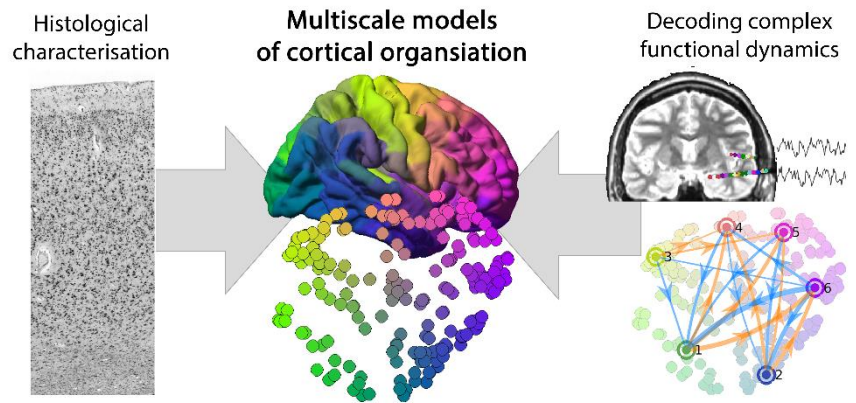 Histological
characterisation
Multiscale models
of cortical organsiation
Decoding complex
functional dynamics
4
5
3
6
1
2